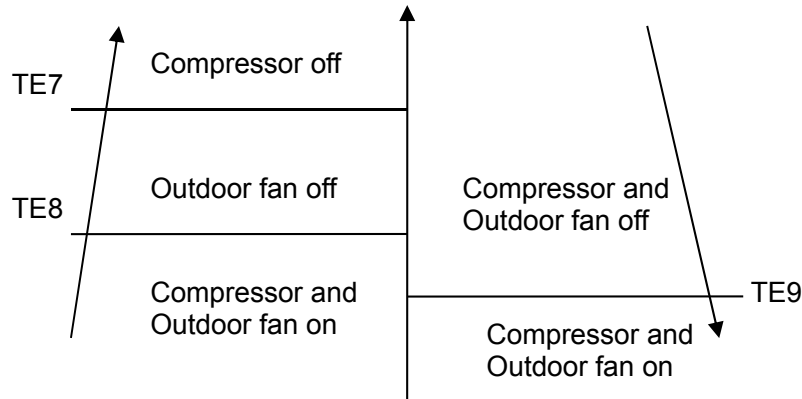 Compressor off
TE7
Outdoor fan off
TE8
Compressor and
Outdoor fan off
Compressor and
Outdoor fan on
TE9
Compressor and
Outdoor fan on